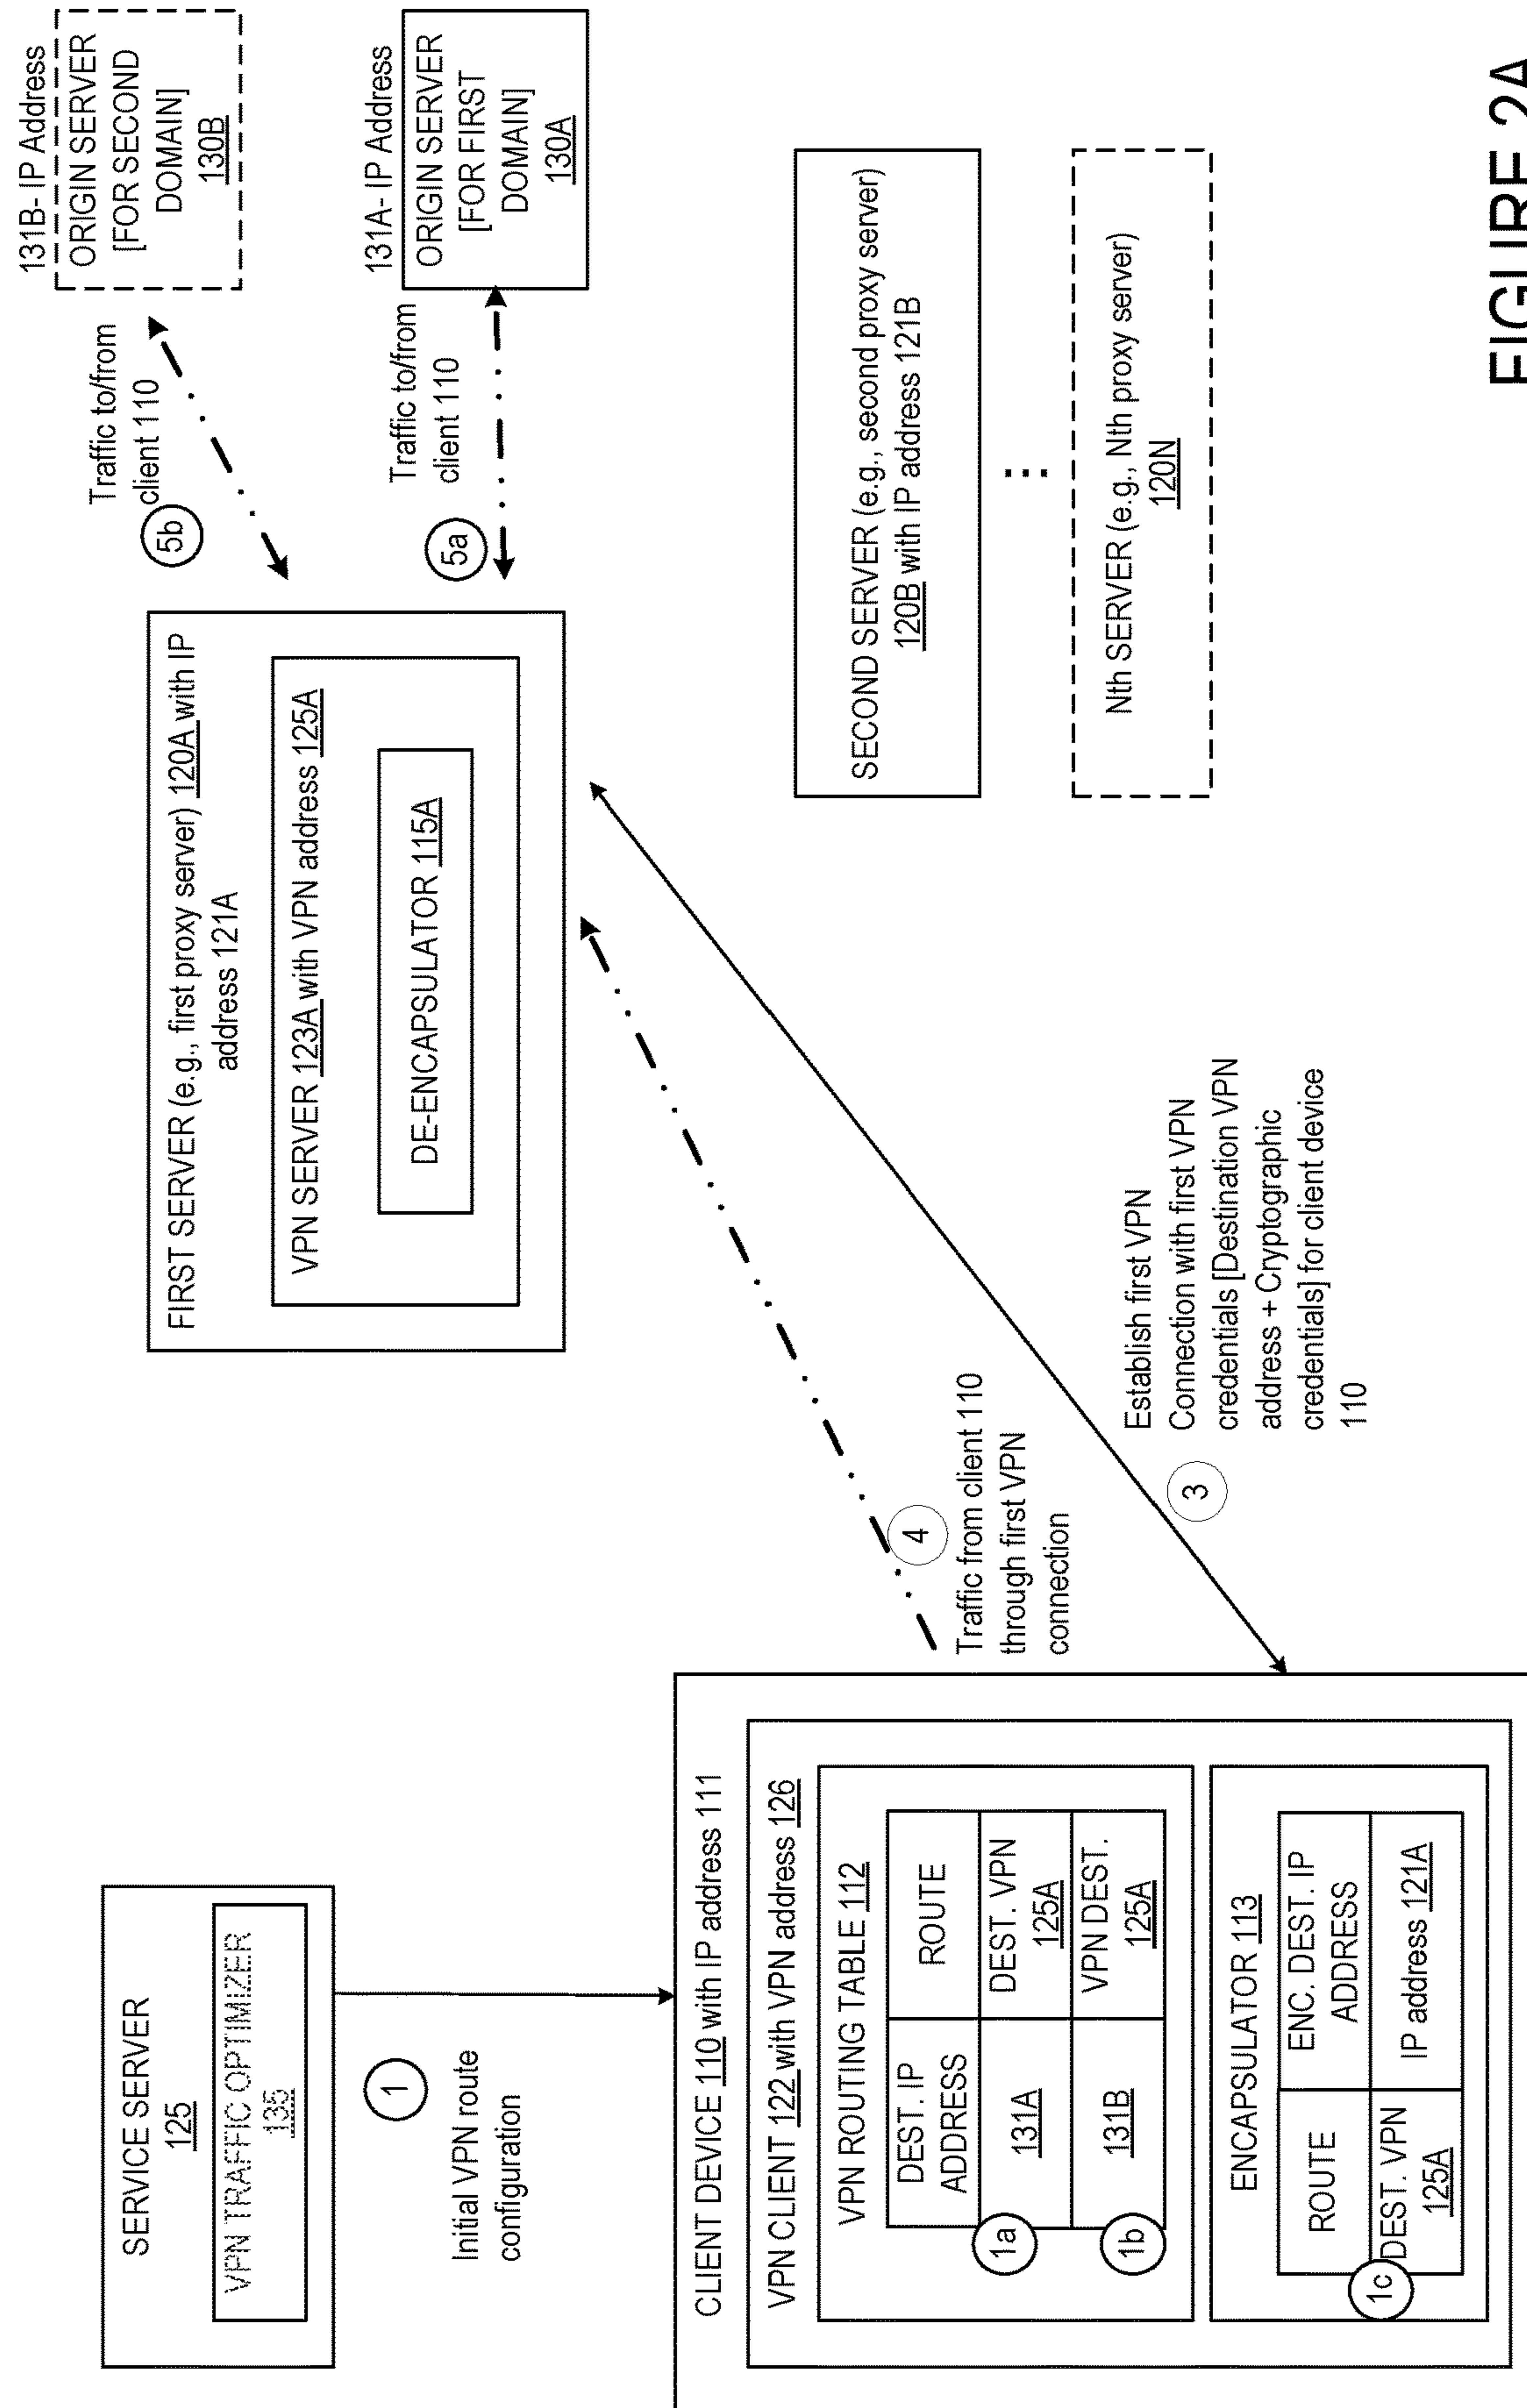 SERVICE SERVER
125
VPN TRAFFIC OPTIMIZER
135
1
Initial VPN route
configuration
CLIENT DEVICE 110 with IP address 111
VPN CLIENT 122 with VPN address 126
VPN ROUTING TABLE 112
DEST. IP
ADDRESS
ROUTE
1a
131A
DEST. VPN
125A
1b
131B
VPN DEST.
125A
ENCAPSULATOR 113
ROUTE
ENC. DEST. IP
ADDRESS
1c
DEST. VPN
125A
IP address 121A
4
Traffic from client 110
through first VPN
connection
3
Establish first VPN
Connection with first VPN
credentials [Destination VPN
address + Cryptographic
credentials] for client device
110
FIRST SERVER (e.g., first proxy server) 120A with IP
address 121A
VPN SERVER 123A with VPN address 125A
DE-ENCAPSULATOR 115A
5b
Traffic to/from
client 110
5a
Traffic to/from
client 110
131B- IP Address
ORIGIN SERVER
[FOR SECOND
DOMAIN]
130B
131A- IP Address
ORIGIN SERVER
[FOR FIRST
DOMAIN]
130A
SECOND SERVER (e.g., second proxy server)
120B with IP address 121B
⋮
Nth SERVER (e.g., Nth proxy server)
120N
FIGURE 2A